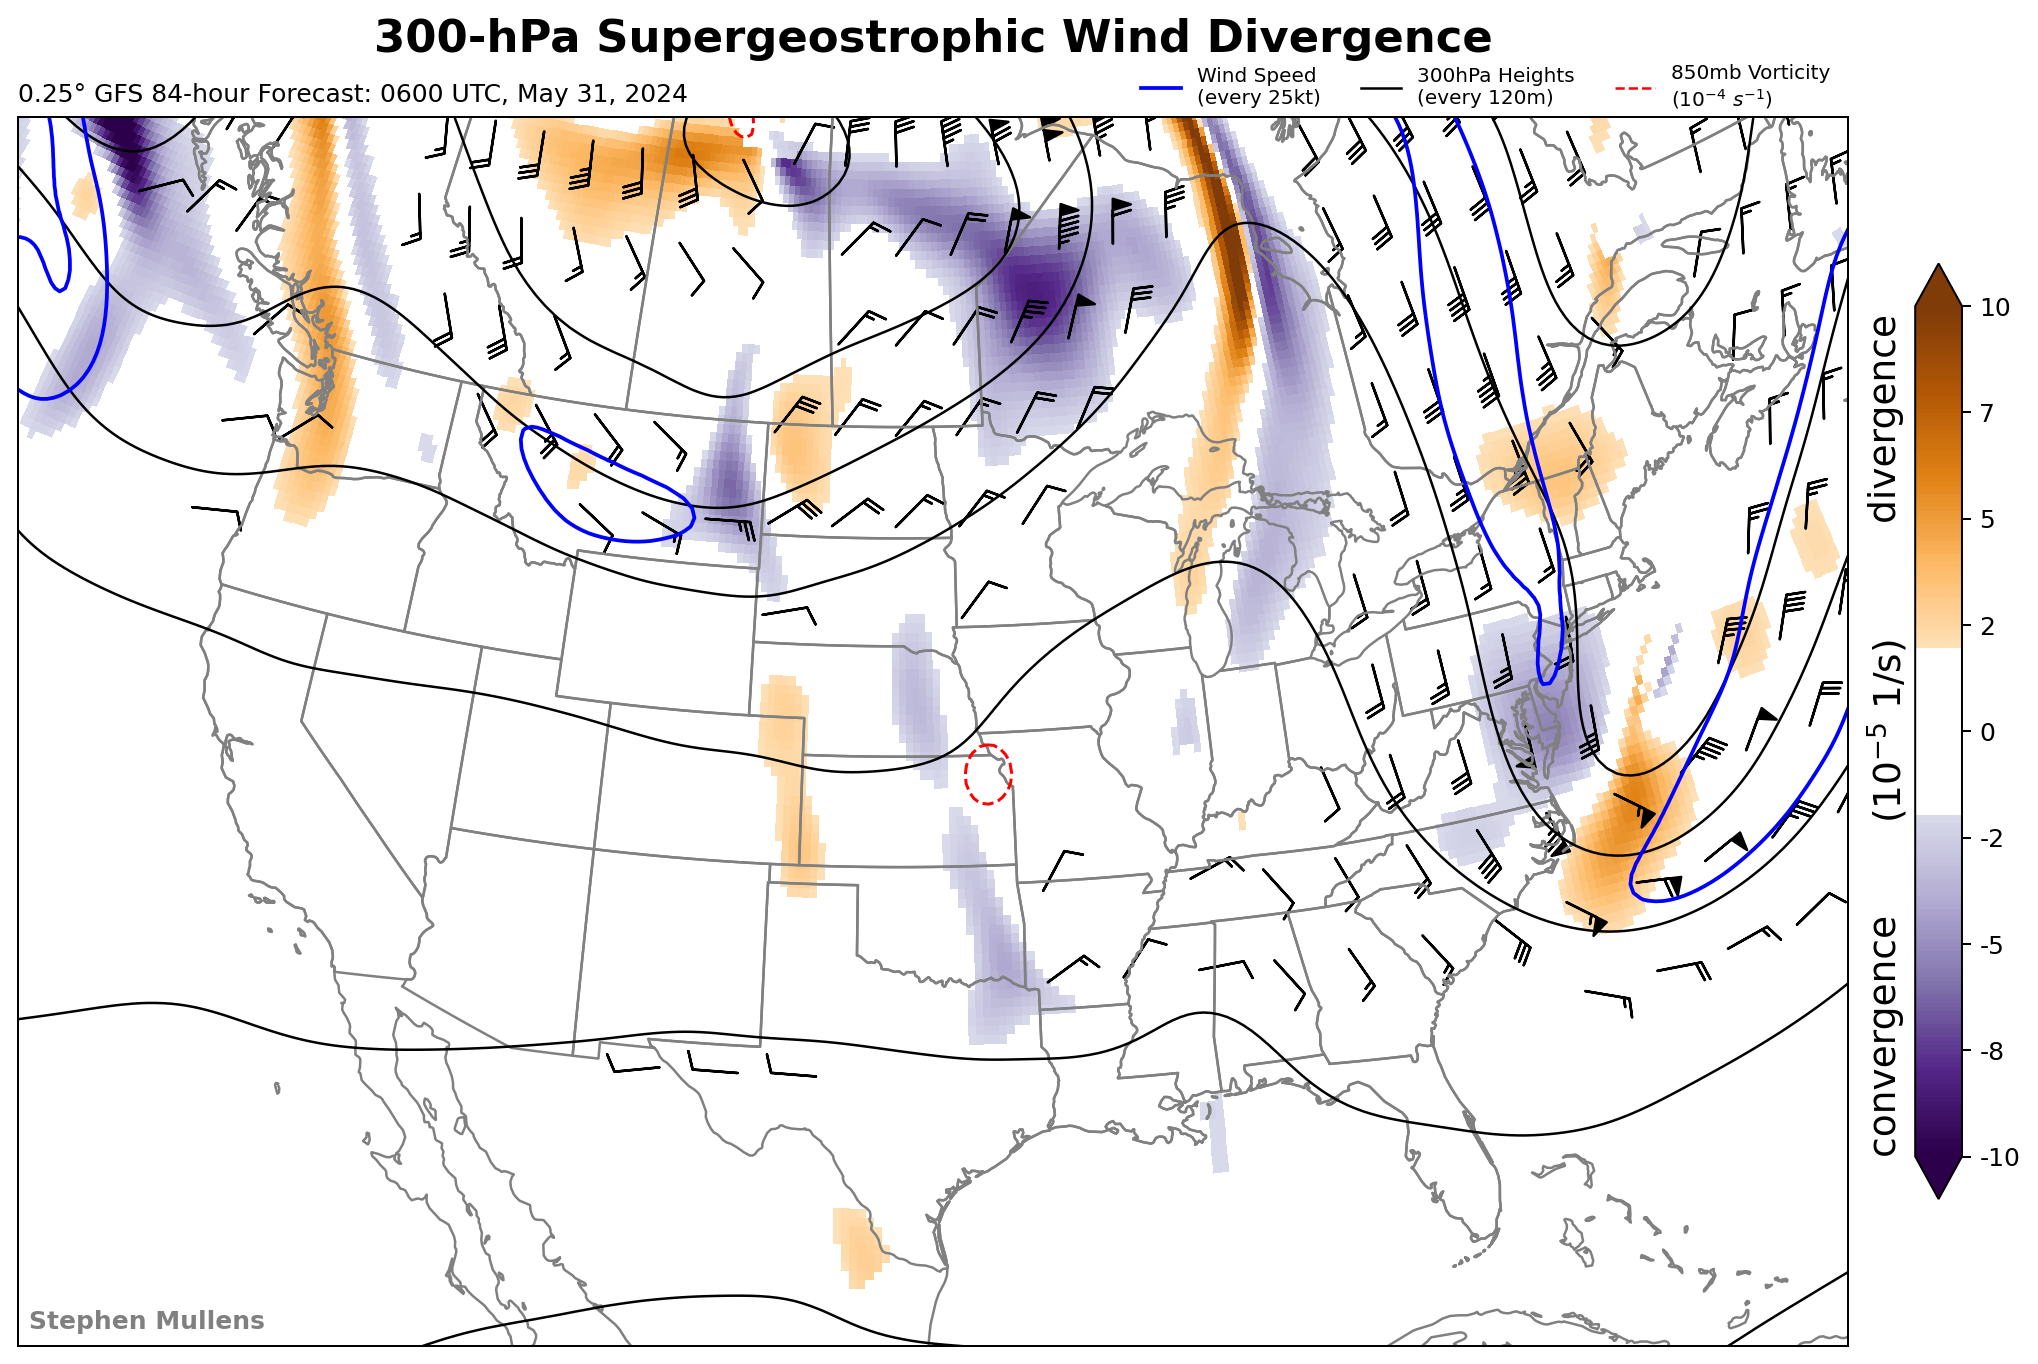 300-hPa Supergeostrophic Wind Divergence
0.25° GFS 84-hour Forecast: 0600 UTC, May 31, 2024
Wind Speed
(every 25kt)
300hPa Heights
(every 120m)
850mb Vorticity
(10⁻⁴ s⁻¹)
10
7
5
2
0
-2
-5
-8
-10
convergence (10⁻⁵ 1/s) divergence
Stephen Mullens